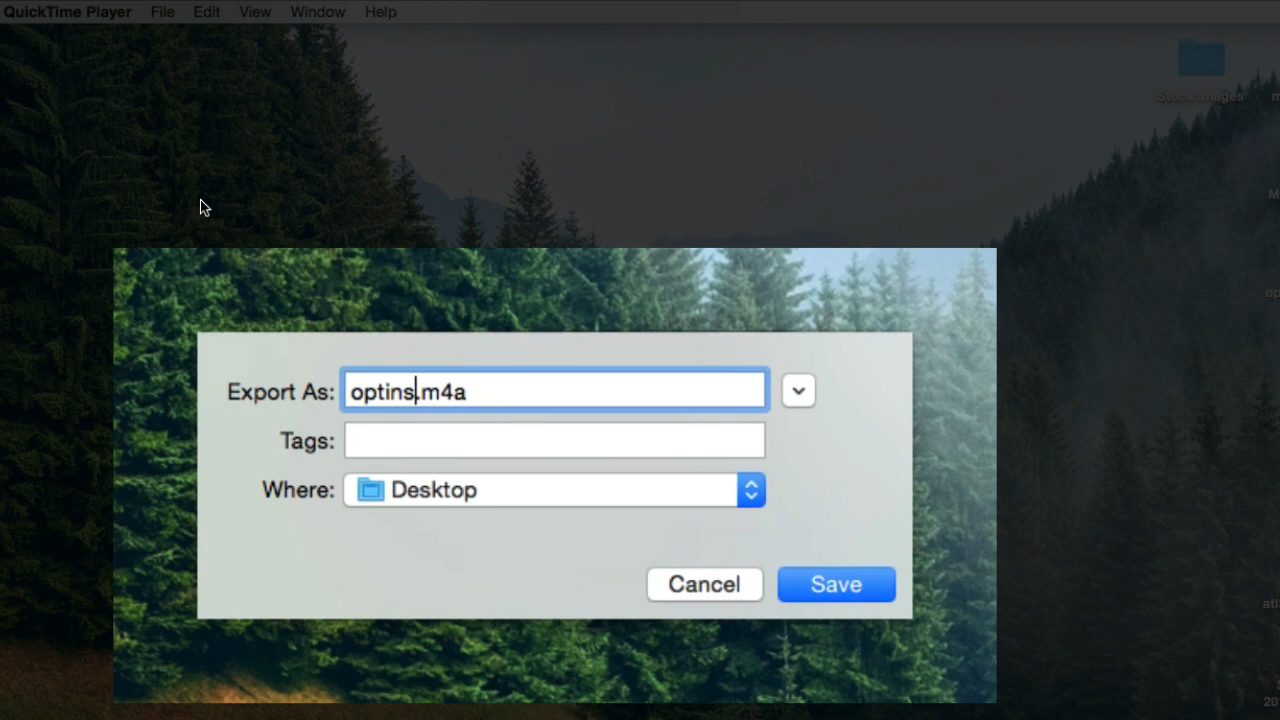 QuickTime Player File Edit View Window Help
Stock Images
Export As: optins.m4a
Tags:
Where: Desktop
Cancel Save